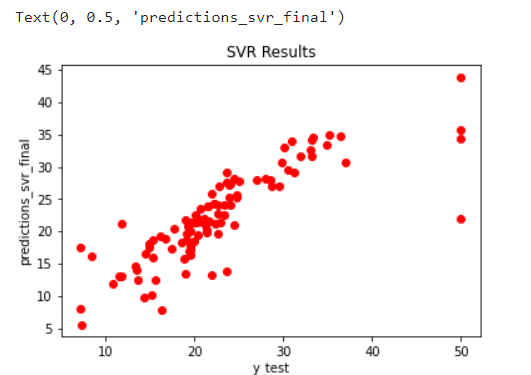 Text(0, 0.5, 'predictions_svr_final')
SVR Results
45
40
35
30
25
20
15
10
5
predictions_svr_final
10 20 30 40 50
y_test